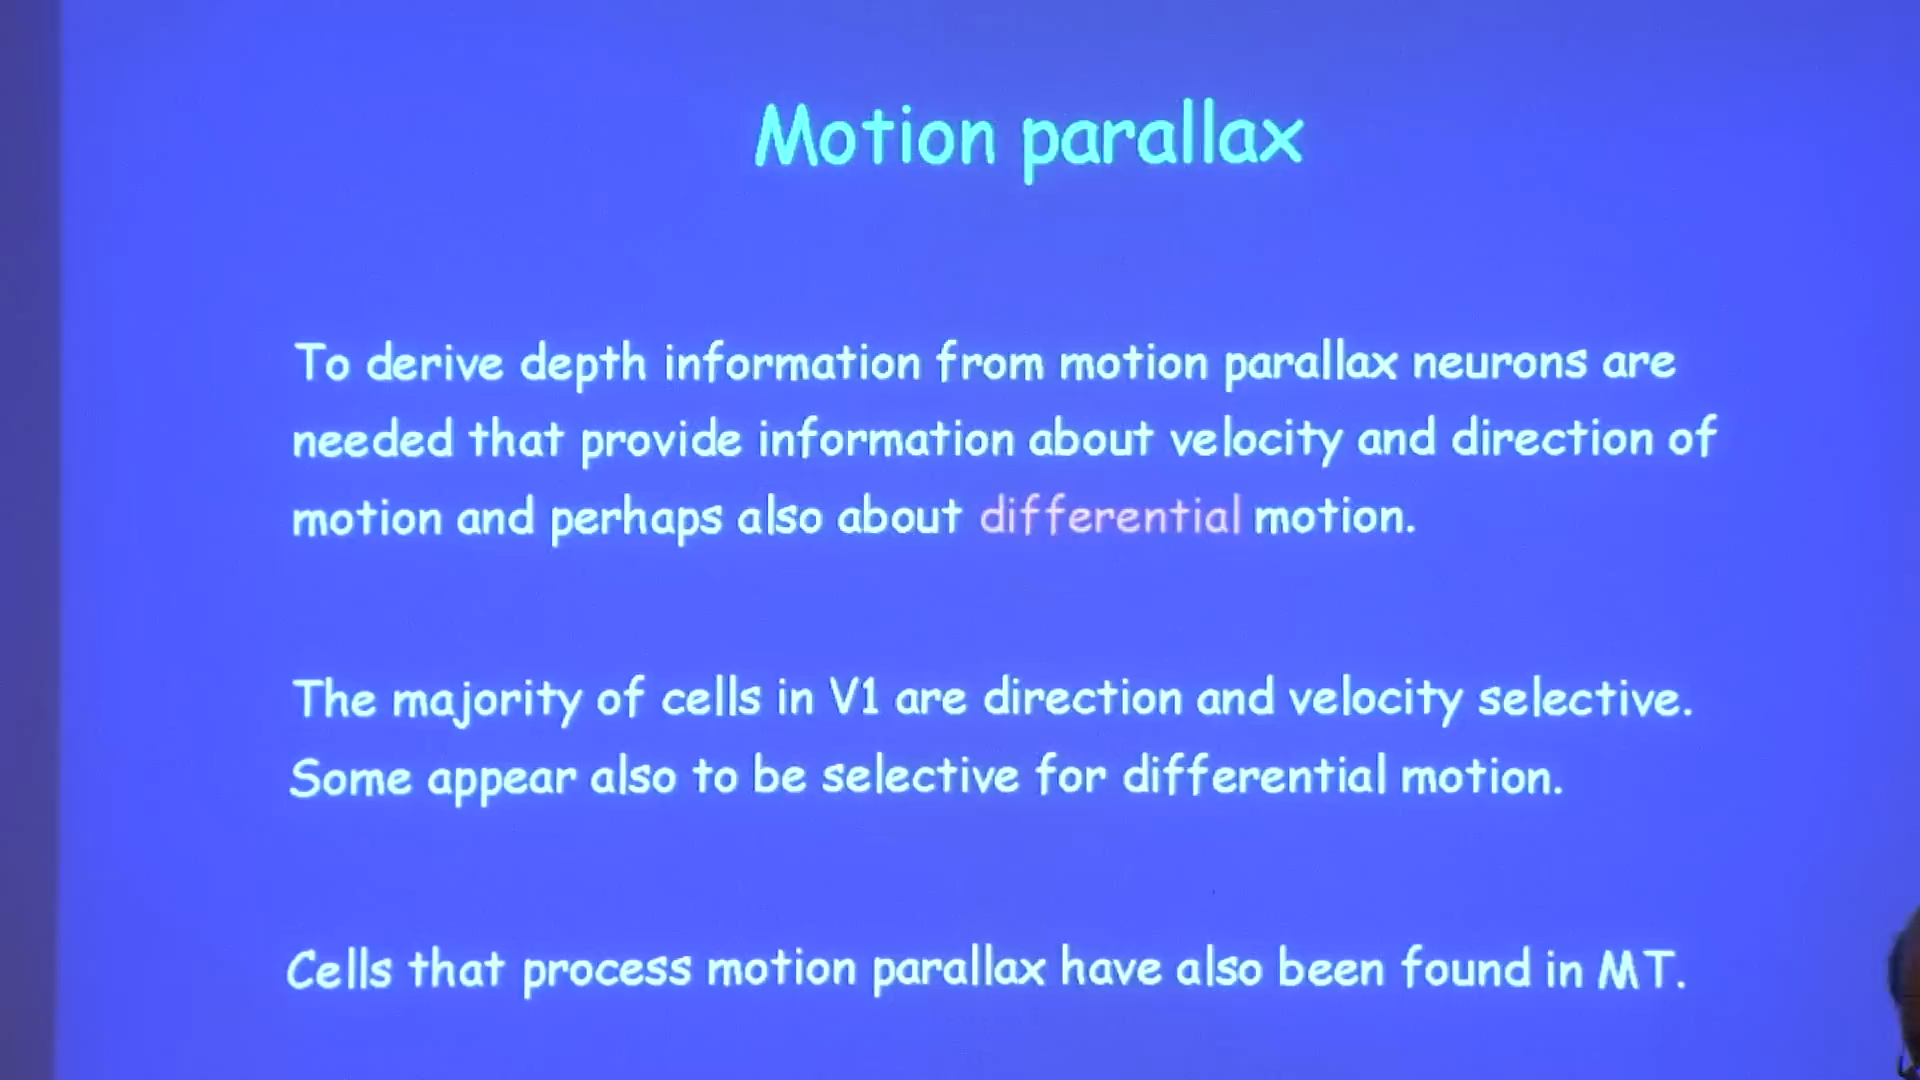 Motion parallax
To derive depth information from motion parallax neurons are
needed that provide information about velocity and direction of
motion and perhaps also about differential motion.
The majority of cells in V1 are direction and velocity selective.
Some appear also to be selective for differential motion.
Cells that process motion parallax have also been found in MT.